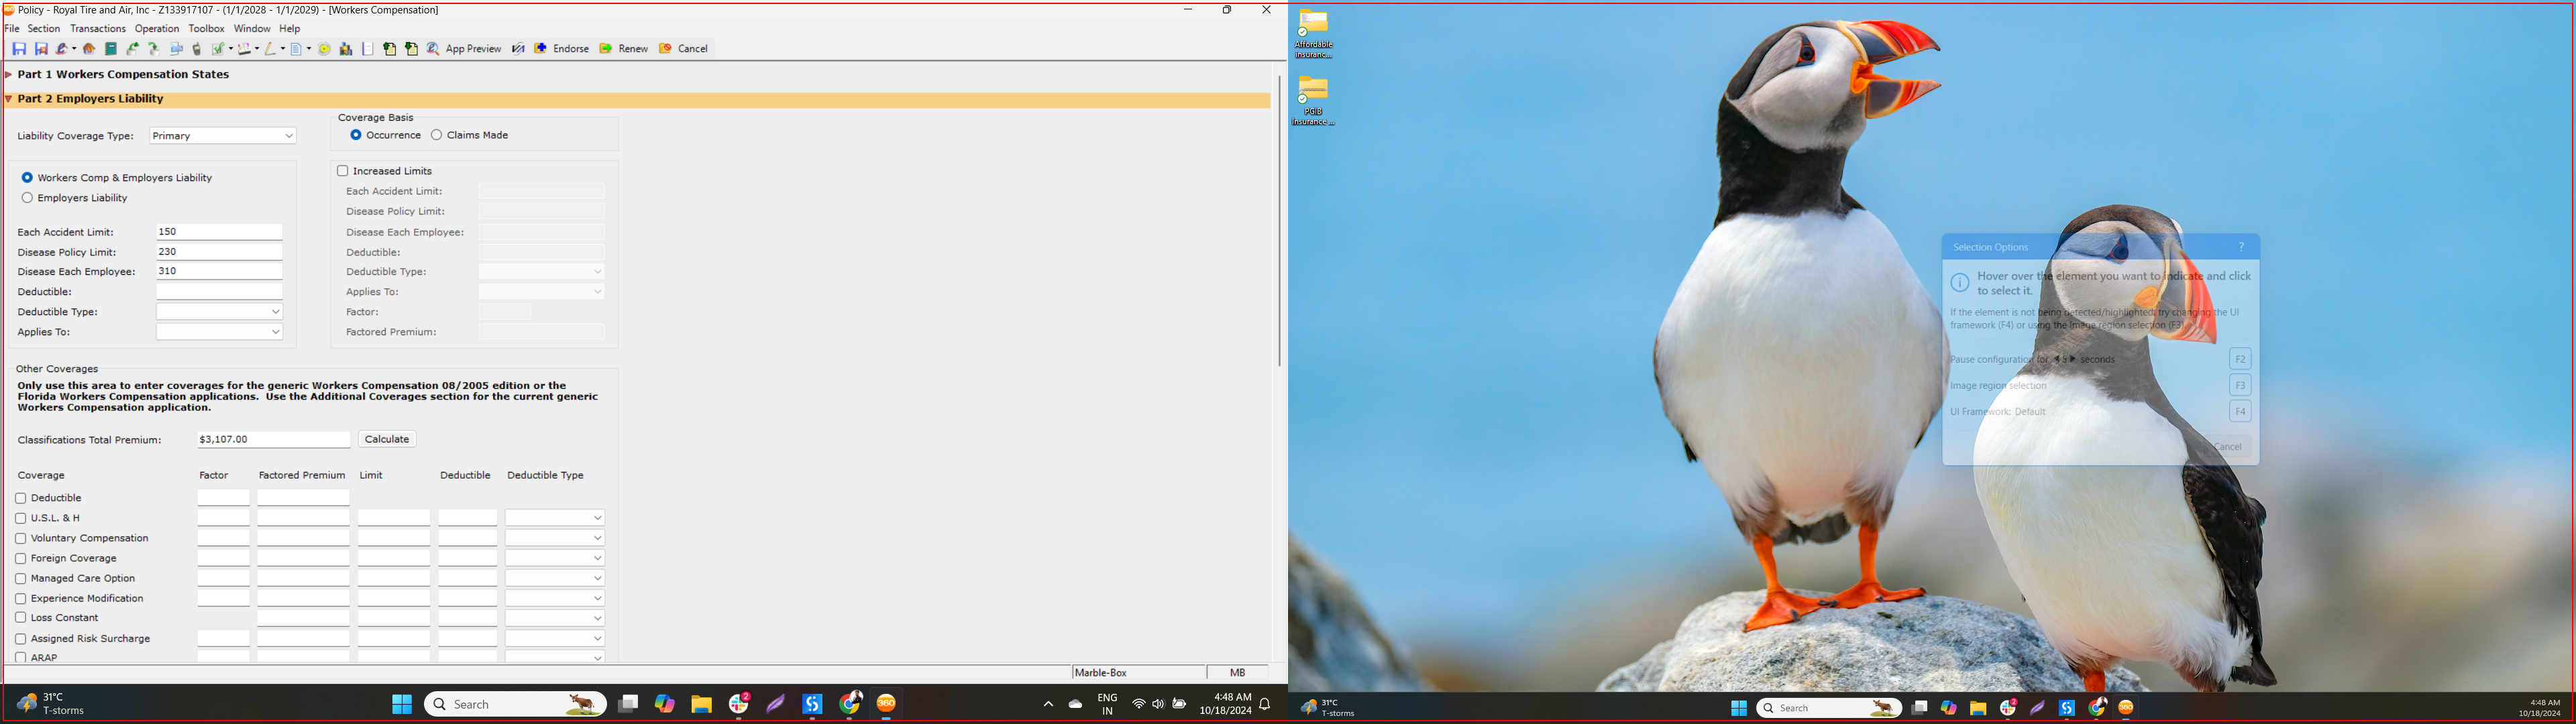 Policy - Royal Tire and Air, Inc - Z133917107 - (1/1/2028 - 1/1/2029) - [Workers Compensation]
File Section Transactions Operation Toolbox Window Help
App Preview Endorse Renew Cancel
Part 1 Workers Compensation States
Part 2 Employers Liability
Liability Coverage Type: Primary
Coverage Basis
Occurrence Claims Made
Workers Comp & Employers Liability
Employers Liability
Each Accident Limit: 150
Disease Policy Limit: 230
Disease Each Employee: 310
Deductible:
Deductible Type:
Applies To:
Increased Limits
Each Accident Limit:
Disease Policy Limit:
Disease Each Employee:
Deductible:
Deductible Type:
Applies To:
Factor:
Factored Premium:
Other Coverages
Only use this area to enter coverages for the generic Workers Compensation 08/2005 edition or the
Florida Workers Compensation applications. Use the Additional Coverages section for the current generic
Workers Compensation application.
Classifications Total Premium: $3,107.00 Calculate
Coverage Factor Factored Premium Limit Deductible Deductible Type
Deductible
U.S.L. & H
Voluntary Compensation
Foreign Coverage
Managed Care Option
Experience Modification
Loss Constant
Assigned Risk Surcharge
ARAP
Marble-Box MB
31°C
T-storms
Search
2
360
ENG
IN
4:48 AM
10/18/2024
Affordable
insuranc...
PGIB
Insurance ...
Selection Options ?
Hover over the element you want to indicate and click
to select it.
If the element is not being detected/highlighted, try changing the UI
framework (F4) or using the Image region selection (F3).
Pause configuration for 3 seconds F2
Image region selection F3
UI Framework: Default F4
Cancel
31°C
T-storms
Search
2
360
4:48 AM
10/18/2024